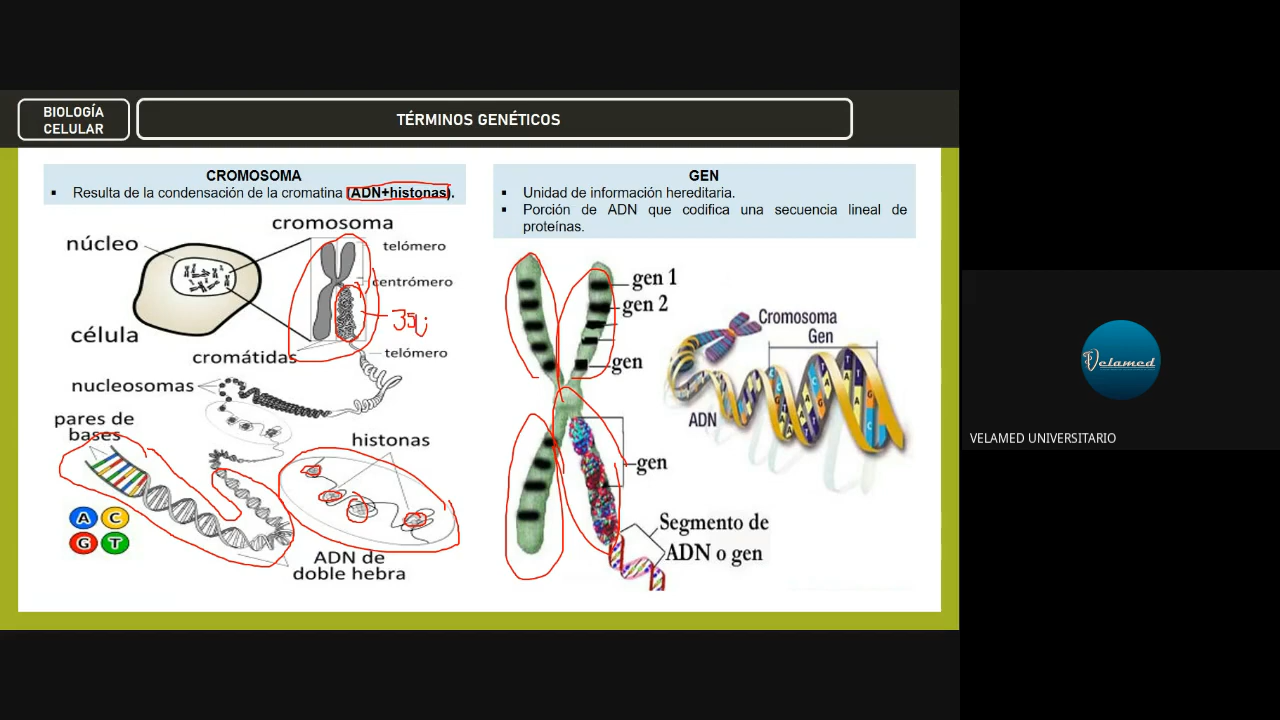 BIOLOGÍA
CELULAR
TÉRMINOS GENÉTICOS
CROMOSOMA
▪ Resulta de la condensación de la cromatina (ADN+histonas).
cromosoma
núcleo
telómero
centrómero
célula
cromátidas
telómero
nucleosomas
pares de
bases
histonas
A C
G T
ADN de
doble hebra
GEN
▪ Unidad de información hereditaria.
▪ Porción de ADN que codifica una secuencia lineal de
proteínas.
gen 1
gen 2
gen
gen
Segmento de
ADN o gen
Cromosoma
Gen
ADN
Velamed
VELAMED UNIVERSITARIO